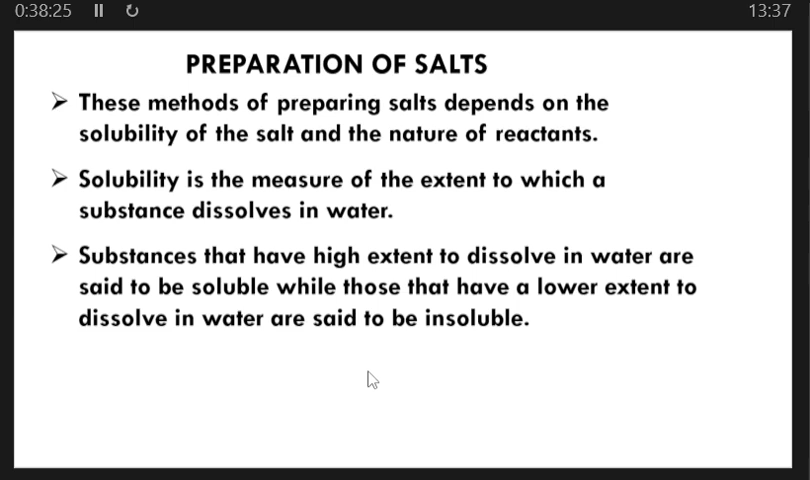 0:38:25
13:37
PREPARATION OF SALTS
➢ These methods of preparing salts depends on the
solubility of the salt and the nature of reactants.
➢ Solubility is the measure of the extent to which a
substance dissolves in water.
➢ Substances that have high extent to dissolve in water are
said to be soluble while those that have a lower extent to
dissolve in water are said to be insoluble.